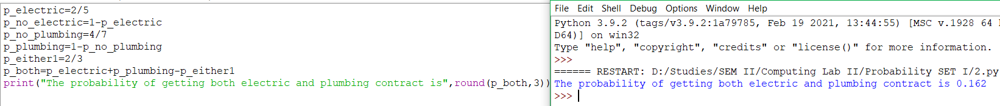 p_electric=2/5
p_no_electric=1-p_electric
p_no_plumbing=4/7
p_plumbing=1-p_no_plumbing
p_either1=2/3
p_both=p_electric+p_plumbing-p_either1
print("The probability of getting both electric and plumbing contract is",round(p_both,3))
File Edit Shell Debug Options Window Help
Python 3.9.2 (tags/v3.9.2:1a79785, Feb 19 2021, 13:44:55) [MSC v.1928 64
D64)] on win32
Type "help", "copyright", "credits" or "license()" for more information.
>>>
====== RESTART: D:/Studies/SEM II/Computing Lab II/Probability SET I/2.py
The probability of getting both electric and plumbing contract is 0.162
>>>